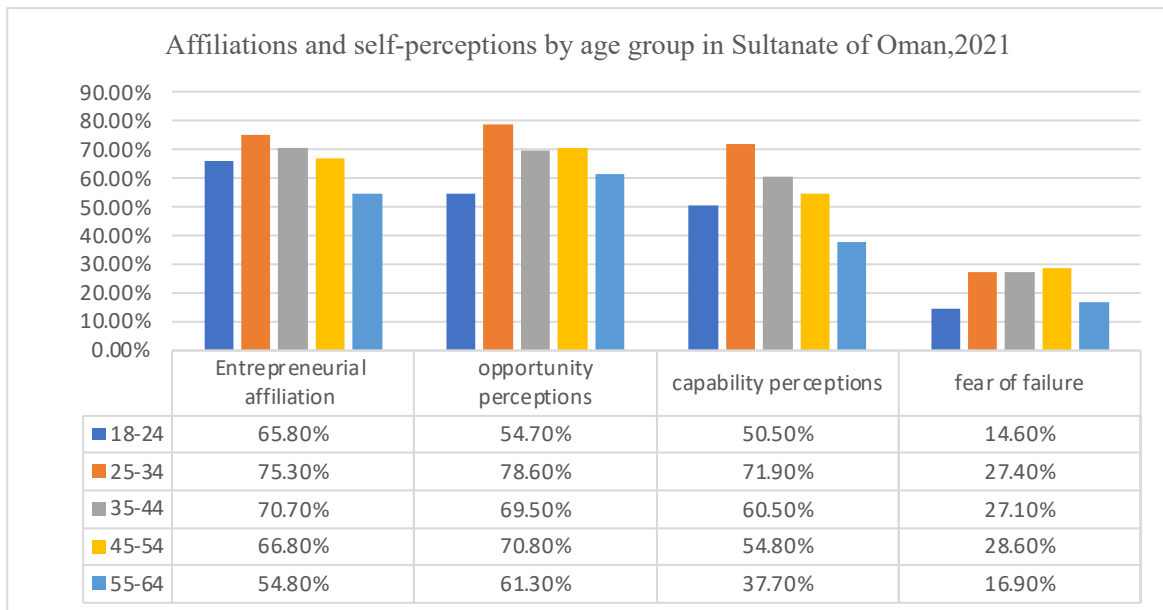 Affiliations and self-perceptions by age group in Sultanate of Oman,2021
90.00%
80.00%
70.00%
60.00%
50.00%
40.00%
30.00%
20.00%
10.00%
0.00%
Entrepreneurial affiliation opportunity perceptions capability perceptions fear of failure
18-24 65.80% 54.70% 50.50% 14.60%
25-34 75.30% 78.60% 71.90% 27.40%
35-44 70.70% 69.50% 60.50% 27.10%
45-54 66.80% 70.80% 54.80% 28.60%
55-64 54.80% 61.30% 37.70% 16.90%